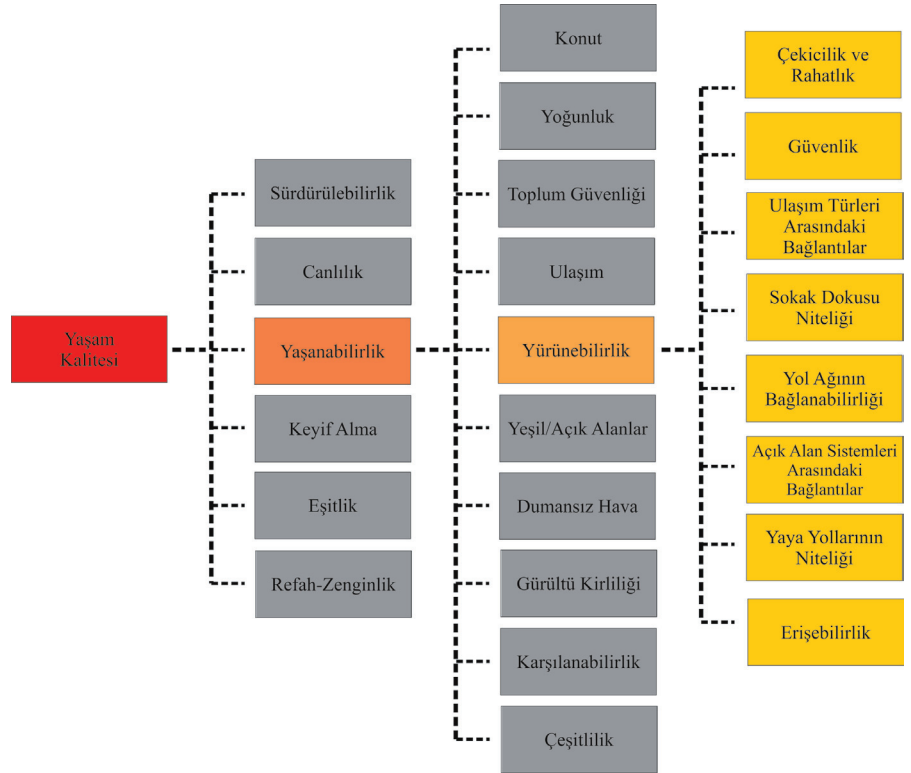 Yaşam
Kalitesi
Sürdürülebilirlik
Canlılık
Yaşanabilirlik
Keyif Alma
Eşitlik
Refah-Zenginlik
Konut
Yoğunluk
Toplum Güvenliği
Ulaşım
Yürünebilirlik
Yeşil/Açık Alanlar
Dumansız Hava
Gürültü Kirliliği
Karşılanabilirlik
Çeşitlilik
Çekicilik ve
Rahatlık
Güvenlik
Ulaşım Türleri
Arasındaki
Bağlantılar
Sokak Dokusu
Niteliği
Yol Ağının
Bağlanabilirliği
Açık Alan Sistemleri
Arasındaki
Bağlantılar
Yaya Yollarının
Niteliği
Erişebilirlik